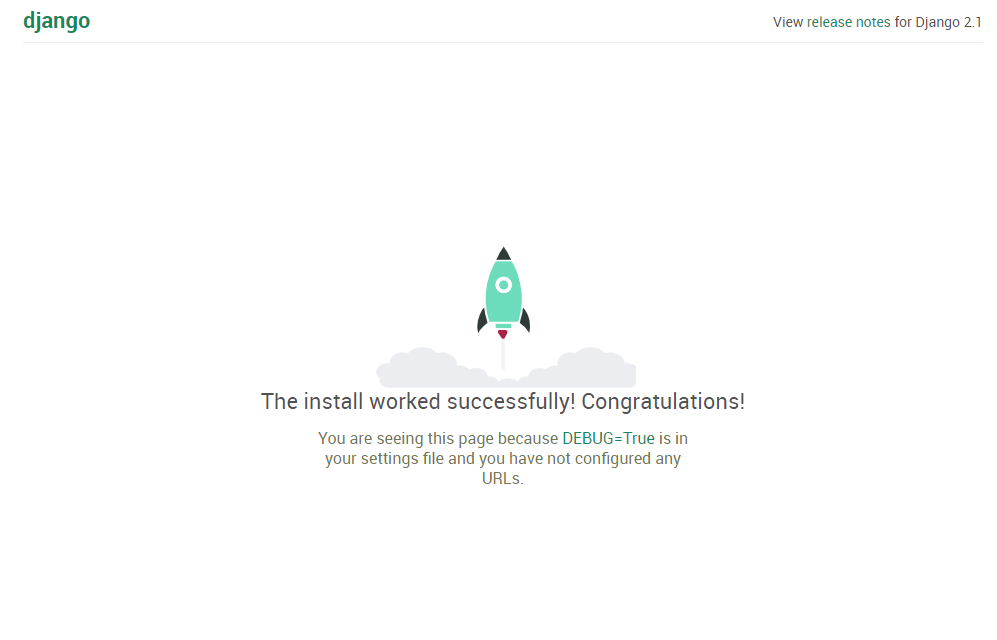 django
View release notes for Django 2.1
The install worked successfully! Congratulations!
You are seeing this page because DEBUG=True is in
your settings file and you have not configured any
URLs.